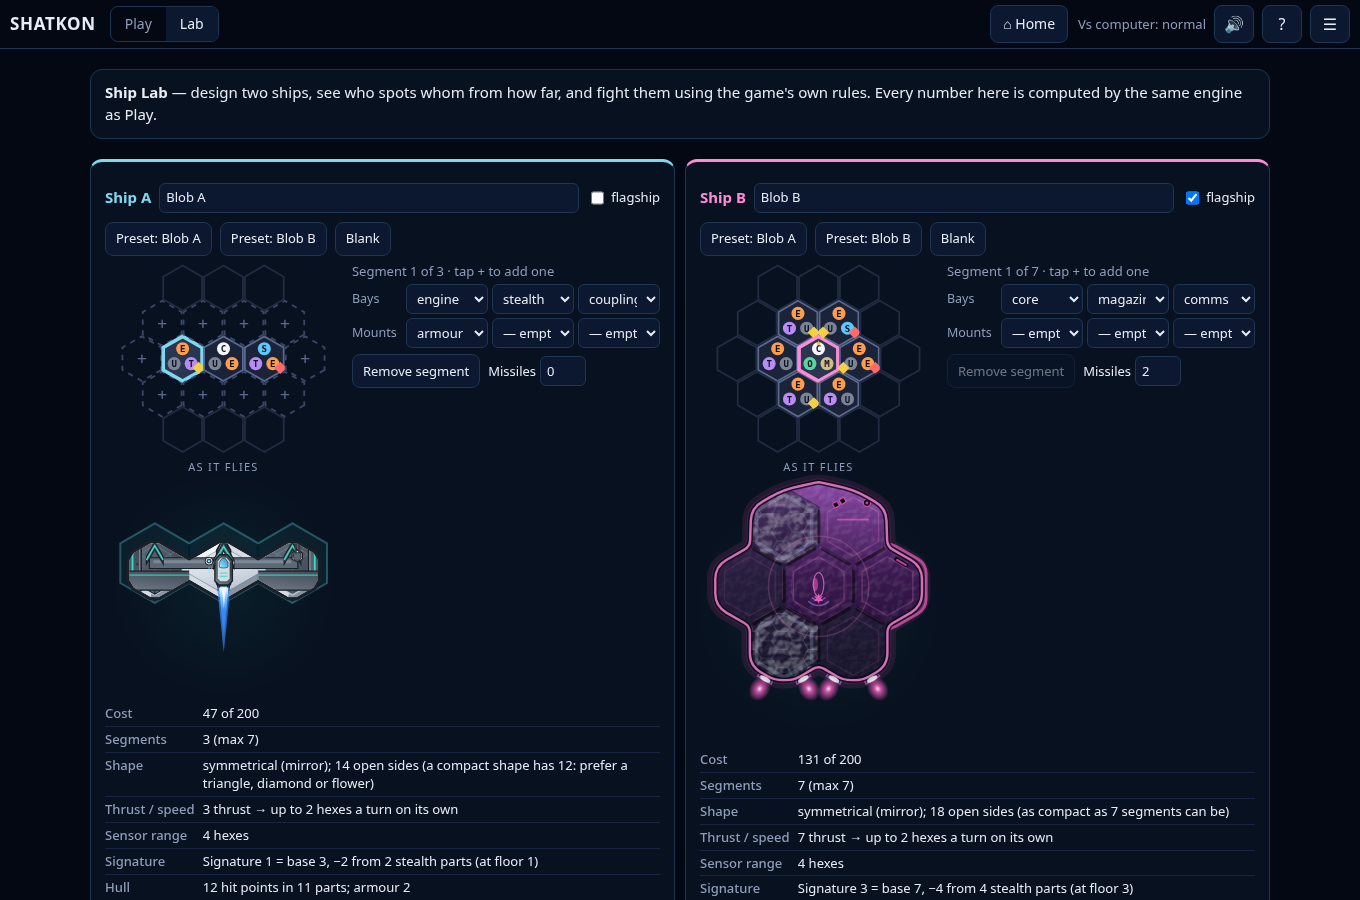 SHATKON
Play
Lab
⌂ Home
Vs computer: normal
?
☰
Ship Lab — design two ships, see who spots whom from how far, and fight them using the game's own rules. Every number here is computed by the same engine
as Play.
Ship A
Blob A
flagship
Preset: Blob A
Preset: Blob B
Blank
Segment 1 of 3 · tap + to add one
Bays
engine
stealth
coupling
Mounts
armour
— empt
— empt
Remove segment
Missiles
0
+ + + +
+ +
+ + + +
E C S
U T U E T E
AS IT FLIES
Cost
47 of 200
Segments
3 (max 7)
Shape
symmetrical (mirror); 14 open sides (a compact shape has 12: prefer a
triangle, diamond or flower)
Thrust / speed
3 thrust → up to 2 hexes a turn on its own
Sensor range
4 hexes
Signature
Signature 1 = base 3, −2 from 2 stealth parts (at floor 1)
Hull
12 hit points in 11 parts; armour 2
Ship B
Blob B
flagship
Preset: Blob A
Preset: Blob B
Blank
Segment 1 of 7 · tap + to add one
Bays
core
magazin
comms
Mounts
— empt
— empt
— empt
Remove segment
Missiles
2
E E
T U U S
E C E
T U O M U E
E E
T U T U
AS IT FLIES
Cost
131 of 200
Segments
7 (max 7)
Shape
symmetrical (mirror); 18 open sides (as compact as 7 segments can be)
Thrust / speed
7 thrust → up to 2 hexes a turn on its own
Sensor range
4 hexes
Signature
Signature 3 = base 7, −4 from 4 stealth parts (at floor 3)